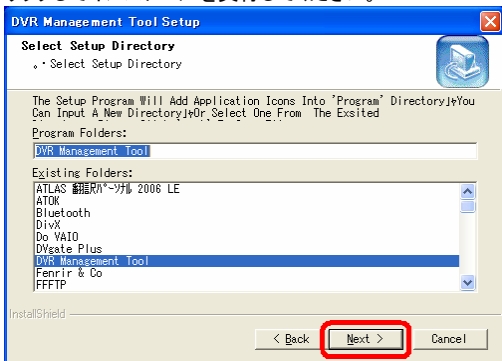 DVR Management Tool Setup
Select Setup Directory
。・Select Setup Directory
The Setup Program Will Add Application Icons Into 'Program' Directory
You
Can Input A New Directory
Or Select One From The Exsited
Program Folders:
DVR Management Tool
Existing Folders:
ATLAS 翻訳ﾊﾟｰｿﾅﾙ 2006 LE
ATOK
Bluetooth
DivX
Do VAIO
DVgate Plus
DVR Management Tool
Fenrir & Co
FFFTP
InstallShield
< Back
Next >
Cancel